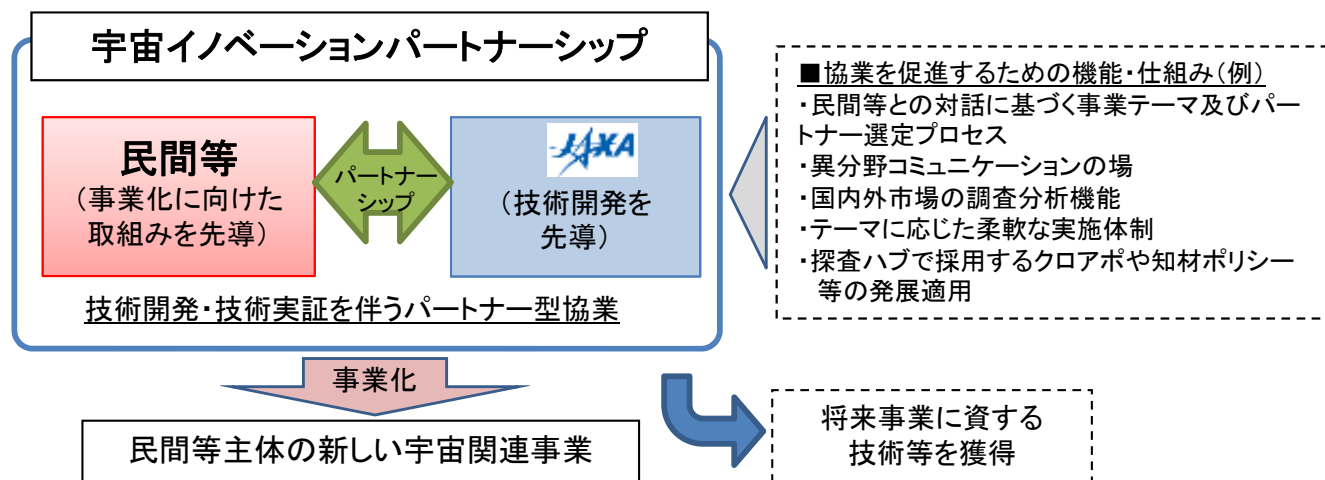 宇宙イノベーションパートナーシップ
民間等
（事業化に向けた
取組みを先導）
パートナー
シップ
JAXA
（技術開発を
先導）
技術開発・技術実証を伴うパートナー型協業
■協業を促進するための機能・仕組み（例）
・民間等との対話に基づく事業テーマ及びパー
トナー選定プロセス
・異分野コミュニケーションの場
・国内外市場の調査分析機能
・テーマに応じた柔軟な実施体制
・探査ハブで採用するクロアポや知材ポリシー
等の発展適用
事業化
民間等主体の新しい宇宙関連事業
将来事業に資する
技術等を獲得